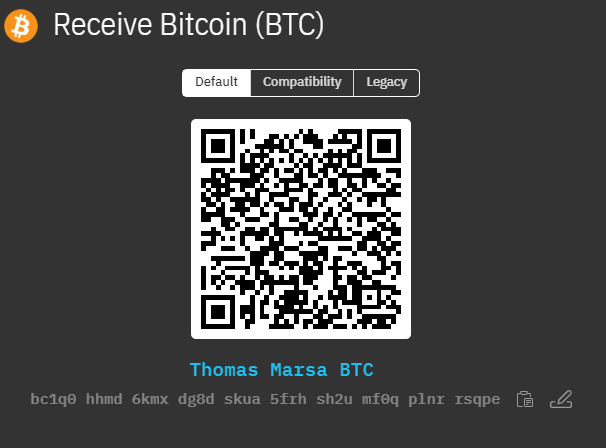 Receive Bitcoin (BTC)
Default Compatibility Legacy
Thomas Marsa BTC
bc1q0 hhmd 6kmx dg8d skua 5frh sh2u mf0q plnr rsqpe